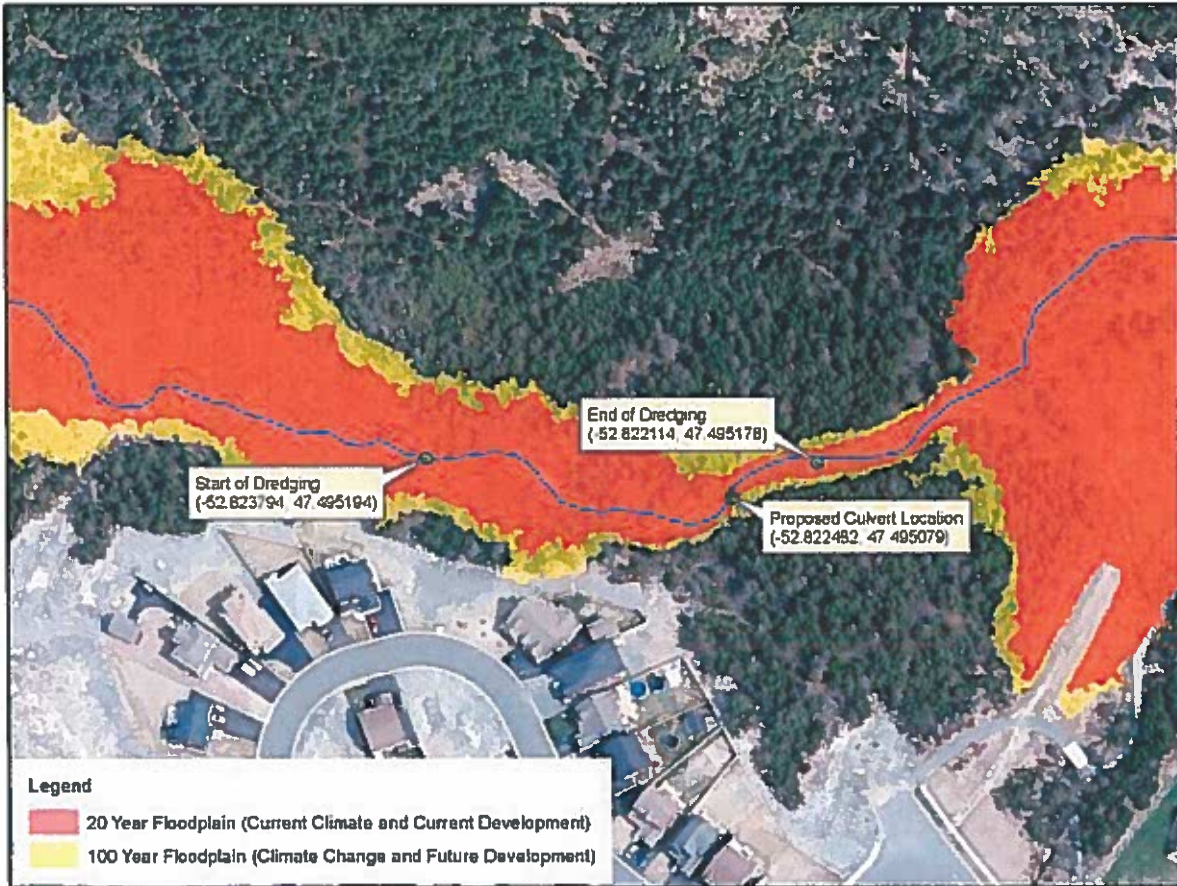 End of Dredging
(-52.822114, 47.495178)
Start of Dredging
(-52.823794, 47.495194)
Proposed Culvert Location
(-52.822482, 47.495079)
Legend
20 Year Floodplain (Current Climate and Current Development)
100 Year Floodplain (Climate Change and Future Development)